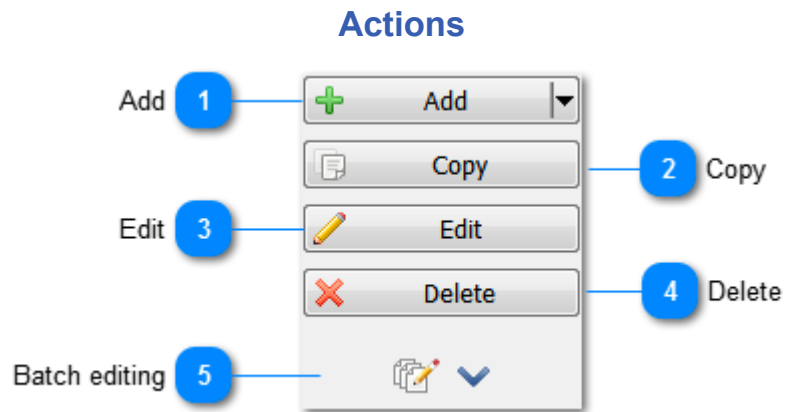 Actions
Add 1 Add
Copy 2 Copy
Edit 3 Edit
Delete 4 Delete
Batch editing 5